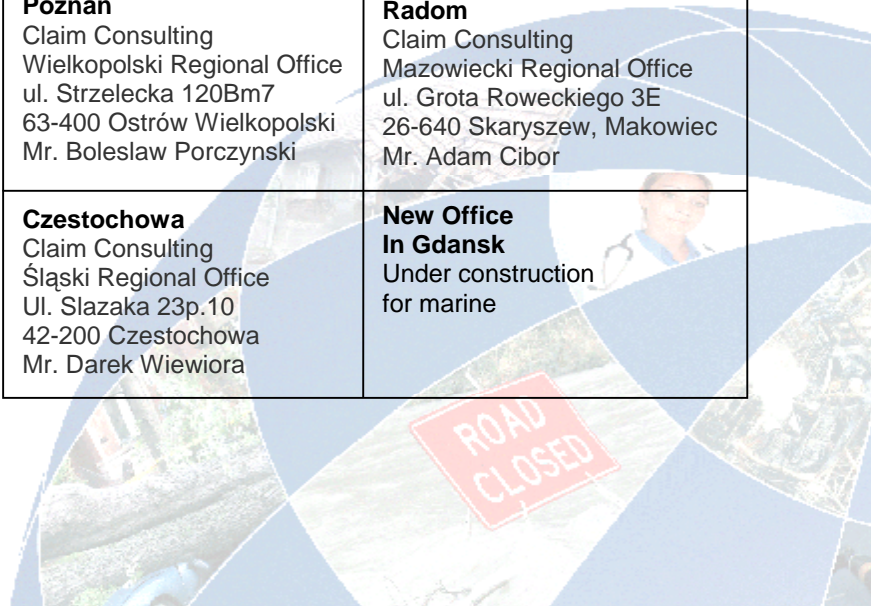 Poznań
Claim Consulting
Wielkopolski Regional Office
ul. Strzelecka 120Bm7
63-400 Ostrów Wielkopolski
Mr. Boleslaw Porczynski
Radom
Claim Consulting
Mazowiecki Regional Office
ul. Grota Roweckiego 3E
26-640 Skaryszew, Makowiec
Mr. Adam Cibor
Czestochowa
Claim Consulting
Śląski Regional Office
Ul. Slazaka 23p.10
42-200 Czestochowa
Mr. Darek Wiewiora
New Office
In Gdansk
Under construction
for marine
ROAD
CLOSED